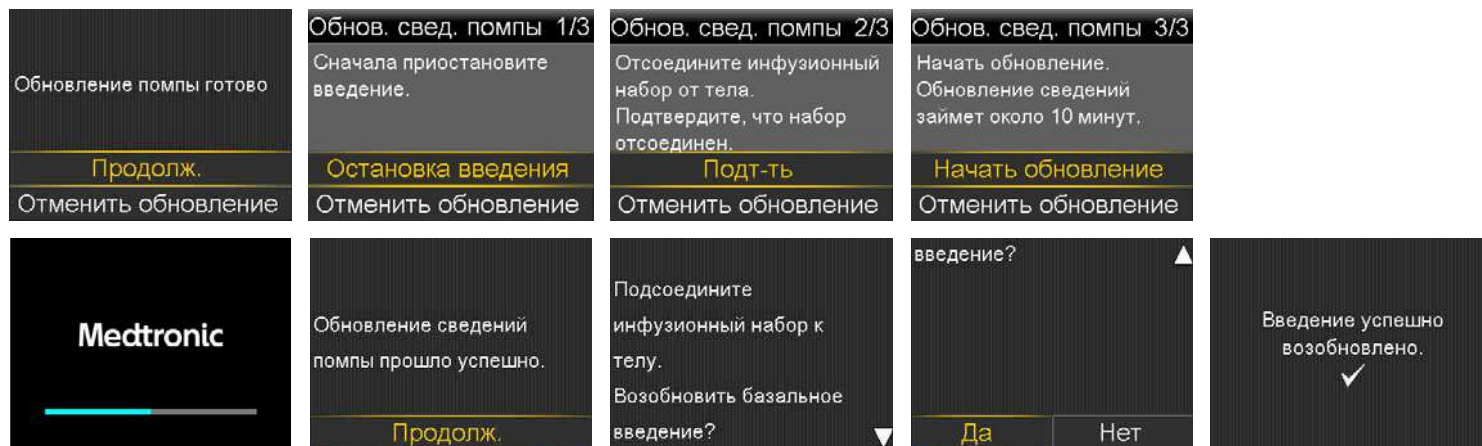 Обновление помпы готово
Продолж.
Отменить обновление
Обнов. свед. помпы 1/3
Сначала приостановите
введение.
Остановка введения
Отменить обновление
Обнов. свед. помпы 2/3
Отсоедините инфузионный
набор от тела.
Подтвердите, что набор
отсоединен.
Подт-ть
Отменить обновление
Обнов. свед. помпы 3/3
Начать обновление.
Обновление сведений
займет около 10 минут.
Начать обновление
Отменить обновление
Medtronic
Обновление сведений
помпы прошло успешно.
Продолж.
Подсоедините
инфузионный набор к
телу.
Возобновить базальное
введение?
введение?
Да Нет
Введение успешно
возобновлено.